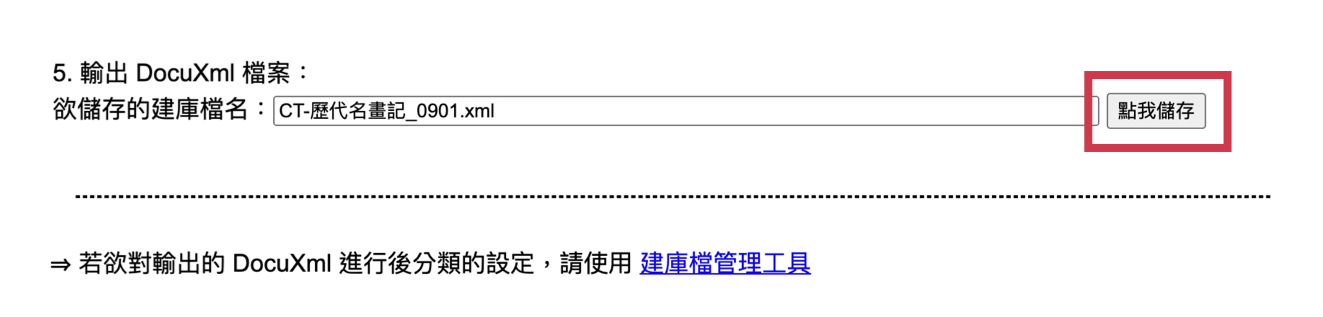 5. 輸出 DocuXml 檔案：
欲儲存的建庫檔名：CT-歷代名畫記_0901.xml 點我儲存
⇒ 若欲對輸出的 DocuXml 進行後分類的設定，請使用 建庫檔管理工具